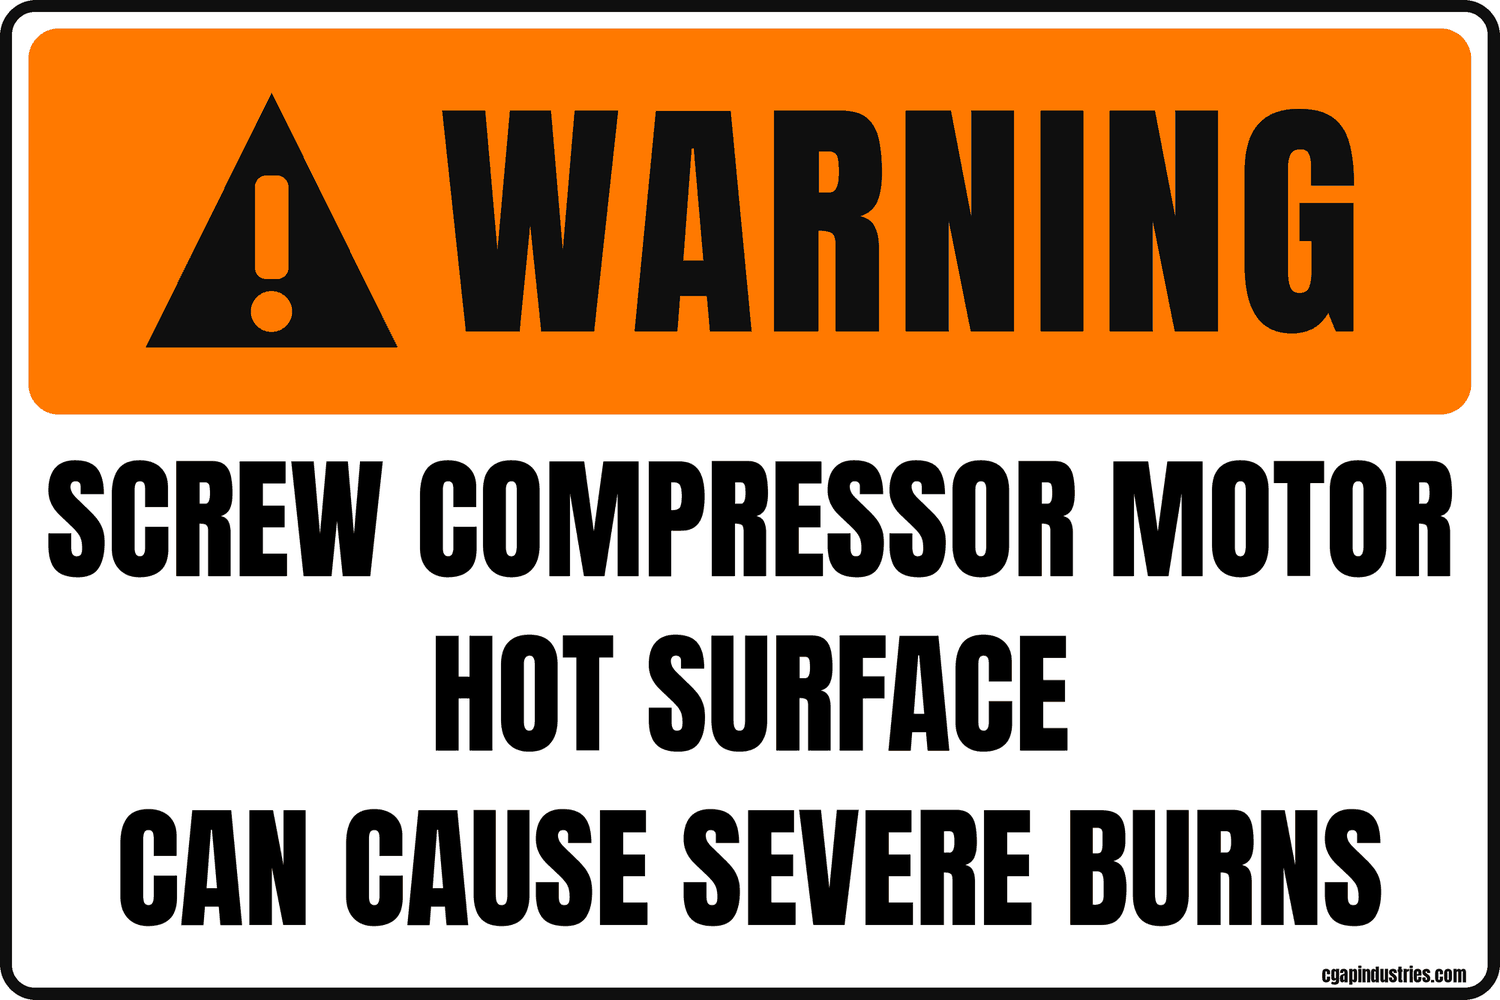 WARNING
SCREW COMPRESSOR MOTOR
HOT SURFACE
CAN CAUSE SEVERE BURNS
cgapindustries.com